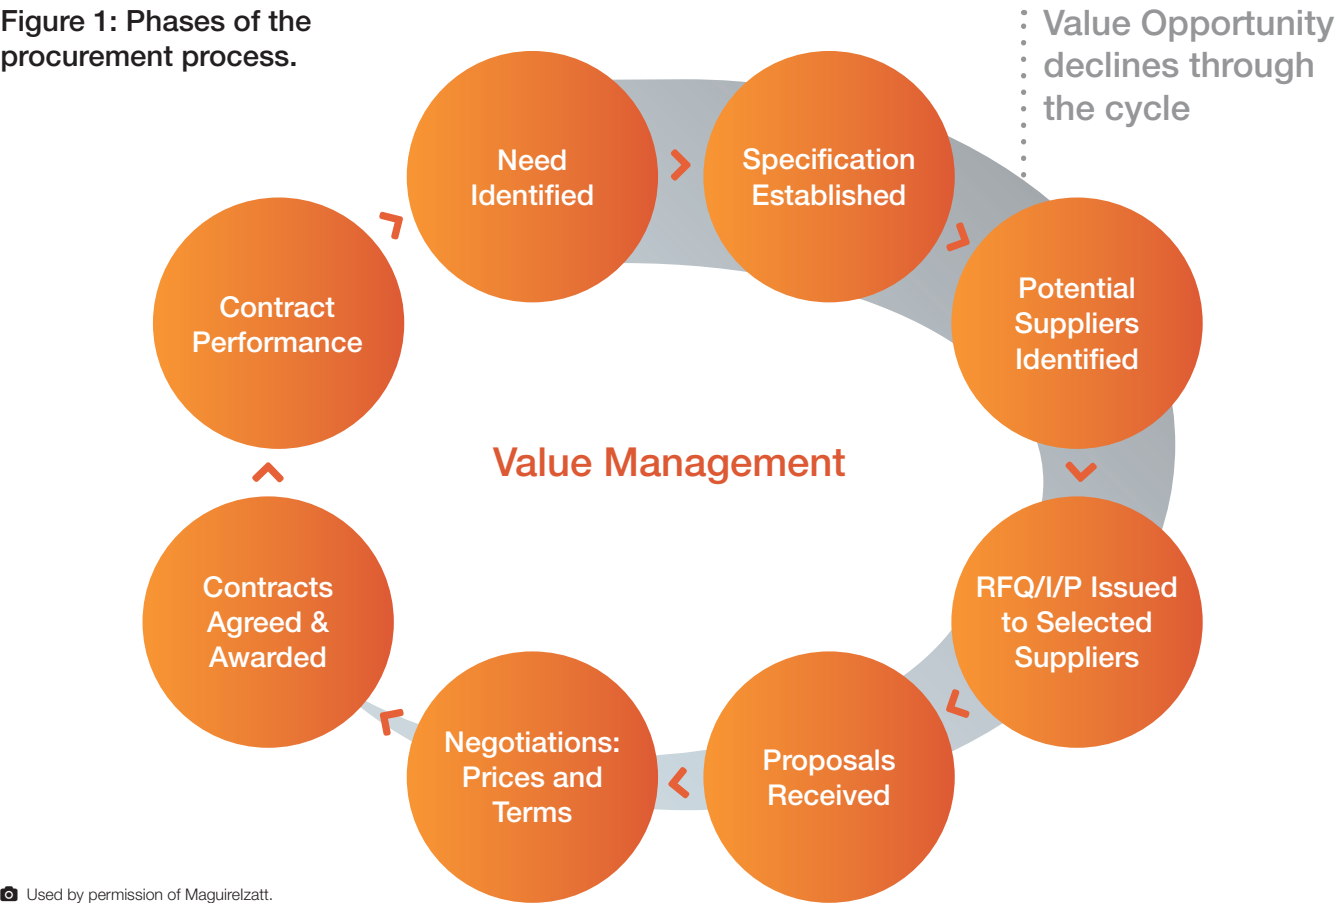 Figure 1: Phases of the
procurement process.
Value Opportunity
declines through
the cycle
Need
Identified
Specification
Established
Potential
Suppliers
Identified
RFQ/I/P Issued
to Selected
Suppliers
Proposals
Received
Negotiations:
Prices and
Terms
Contracts
Agreed &
Awarded
Contract
Performance
Value Management
Used by permission of MaguireIzatt.